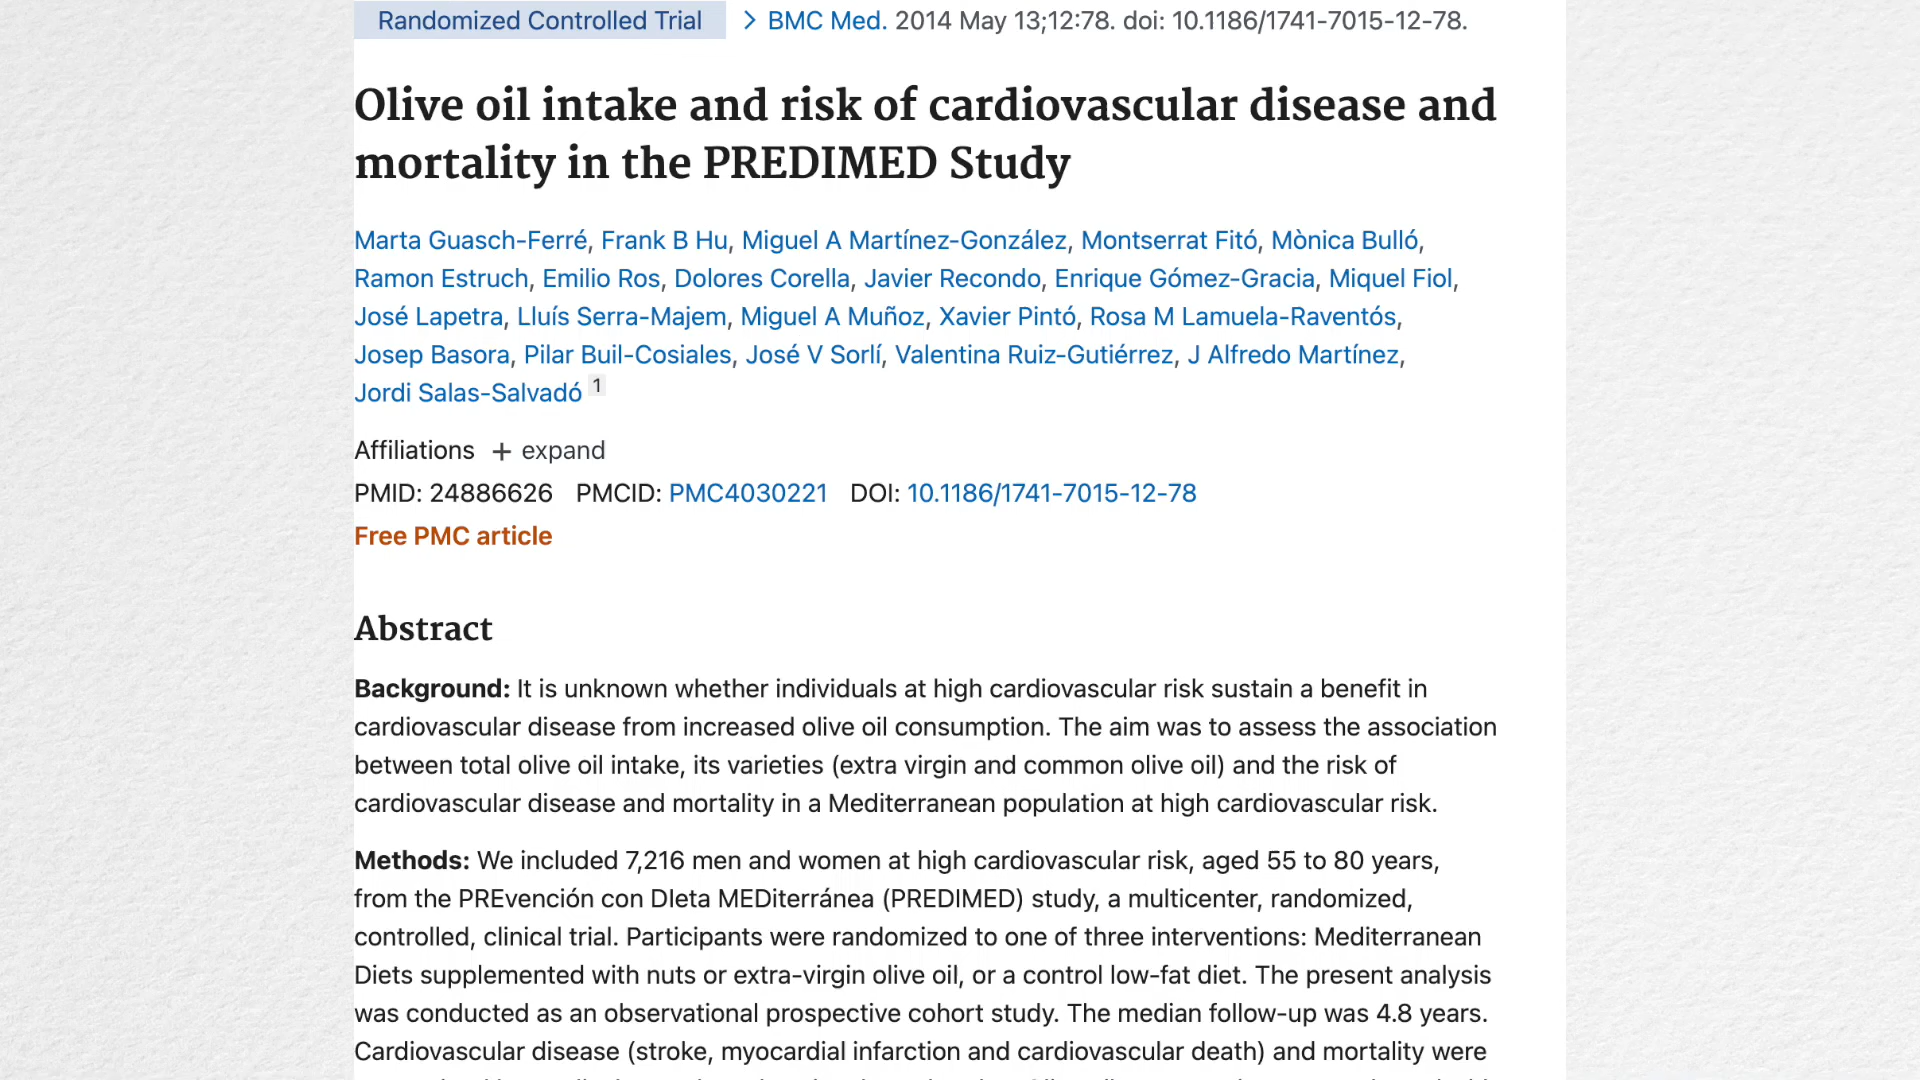 Randomized Controlled Trial > BMC Med. 2014 May 13;12:78. doi: 10.1186/1741-7015-12-78.
Olive oil intake and risk of cardiovascular disease and
mortality in the PREDIMED Study
Marta Guasch-Ferré, Frank B Hu, Miguel A Martínez-González, Montserrat Fitó, Mònica Bulló,
Ramon Estruch, Emilio Ros, Dolores Corella, Javier Recondo, Enrique Gómez-Gracia, Miquel Fiol,
José Lapetra, Lluís Serra-Majem, Miguel A Muñoz, Xavier Pintó, Rosa M Lamuela-Raventós,
Josep Basora, Pilar Buil-Cosiales, José V Sorlí, Valentina Ruiz-Gutiérrez, J Alfredo Martínez,
Jordi Salas-Salvadó 1
Affiliations + expand
PMID: 24886626 PMCID: PMC4030221 DOI: 10.1186/1741-7015-12-78
Free PMC article
Abstract
Background: It is unknown whether individuals at high cardiovascular risk sustain a benefit in
cardiovascular disease from increased olive oil consumption. The aim was to assess the association
between total olive oil intake, its varieties (extra virgin and common olive oil) and the risk of
cardiovascular disease and mortality in a Mediterranean population at high cardiovascular risk.
Methods: We included 7,216 men and women at high cardiovascular risk, aged 55 to 80 years,
from the PREvención con DIeta MEDiterránea (PREDIMED) study, a multicenter, randomized,
controlled, clinical trial. Participants were randomized to one of three interventions: Mediterranean
Diets supplemented with nuts or extra-virgin olive oil, or a control low-fat diet. The present analysis
was conducted as an observational prospective cohort study. The median follow-up was 4.8 years.
Cardiovascular disease (stroke, myocardial infarction and cardiovascular death) and mortality were